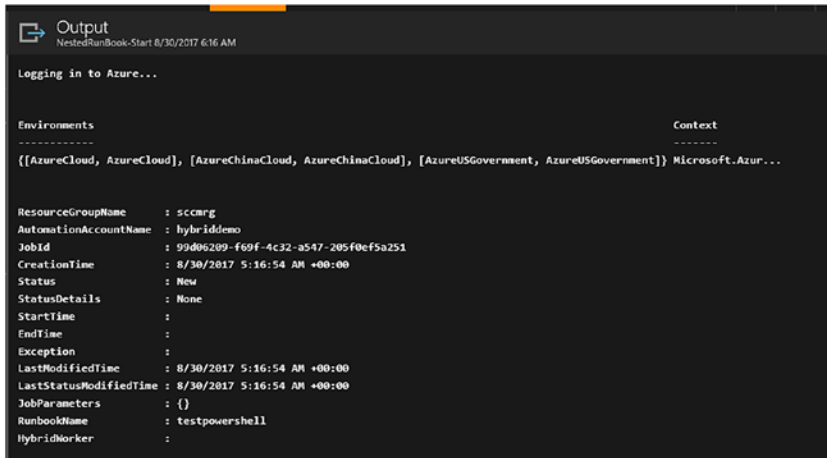 Output
NestedRunBook-Start 8/30/2017 6:16 AM
Logging in to Azure...
Environments Context
------------ -------
{[AzureCloud, AzureCloud], [AzureChinaCloud, AzureChinaCloud], [AzureUSGovernment, AzureUSGovernment]} Microsoft.Azur...
ResourceGroupName : sccmrg
AutomationAccountName : hybriddemo
JobId : 99d06209-f69f-4c32-a547-205f0ef5a251
CreationTime : 8/30/2017 5:16:54 AM +00:00
Status : New
StatusDetails : None
StartTime :
EndTime :
Exception :
LastModifiedTime : 8/30/2017 5:16:54 AM +00:00
LastStatusModifiedTime : 8/30/2017 5:16:54 AM +00:00
JobParameters : {}
RunbookName : testpowershell
HybridWorker :